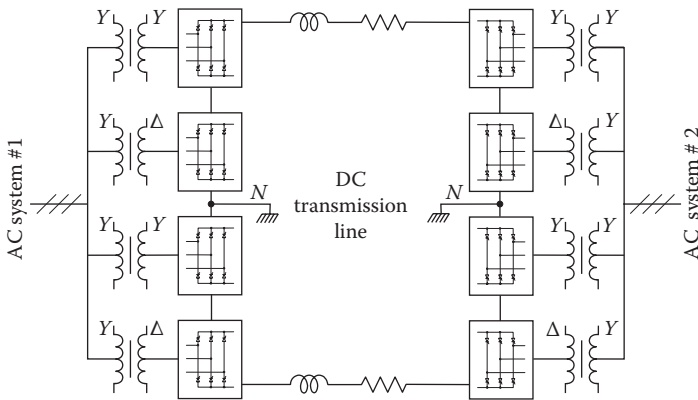 Y Y Y Y
Y Δ Δ Y
AC system #1
N
DC
transmission
line
N
AC system # 2
Y Y Y Y
Y Δ Δ Y